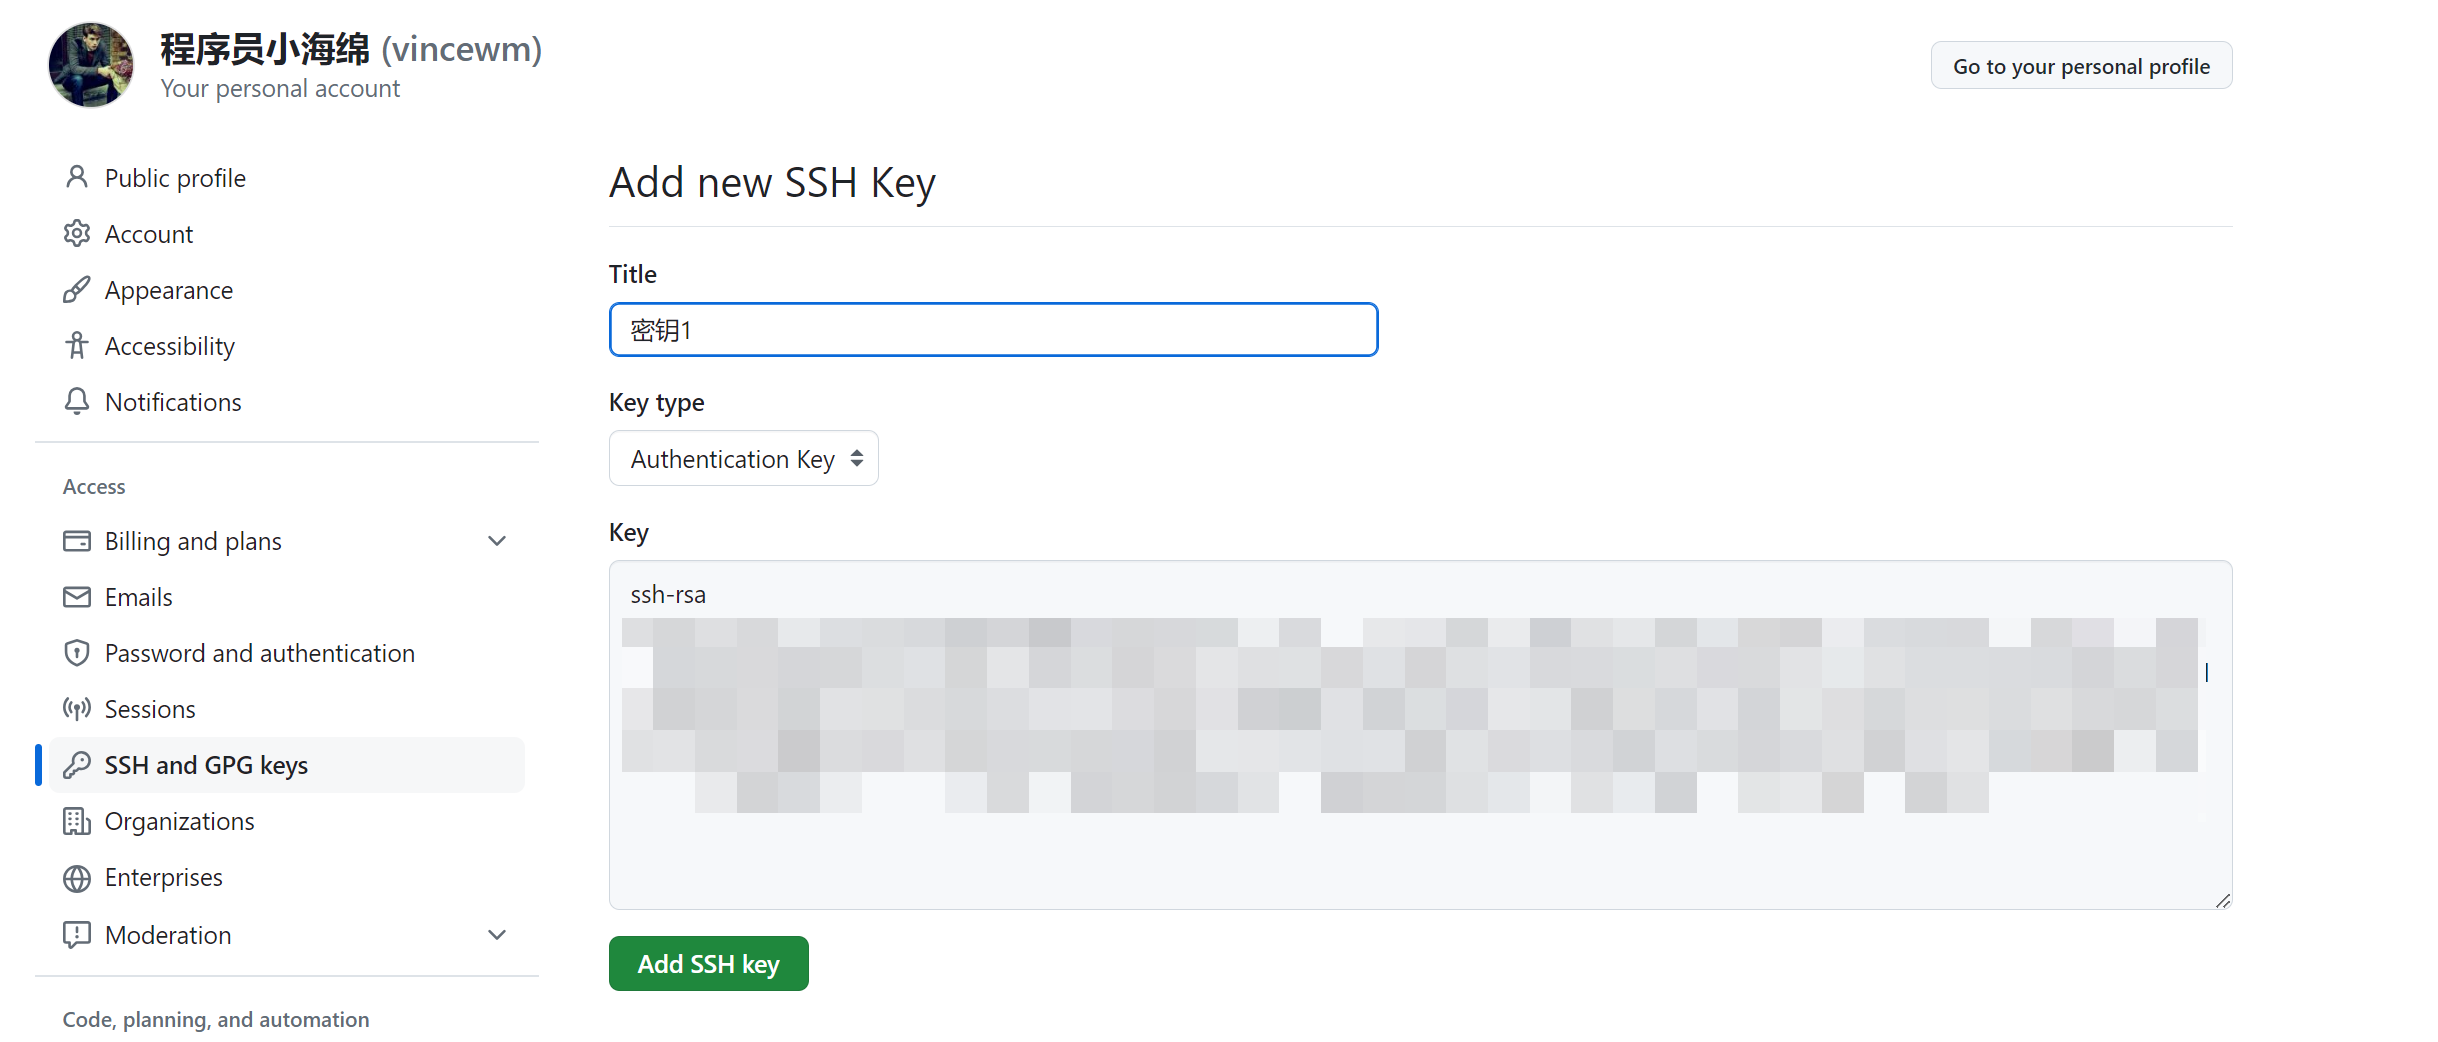 程序员小海绵 (vincewm)
Your personal account
Go to your personal profile
Public profile
Account
Appearance
Accessibility
Notifications
Access
Billing and plans
Emails
Password and authentication
Sessions
SSH and GPG keys
Organizations
Enterprises
Moderation
Code, planning, and automation
Add new SSH Key
Title
密钥1
Key type
Authentication Key
Key
ssh-rsa
Add SSH key